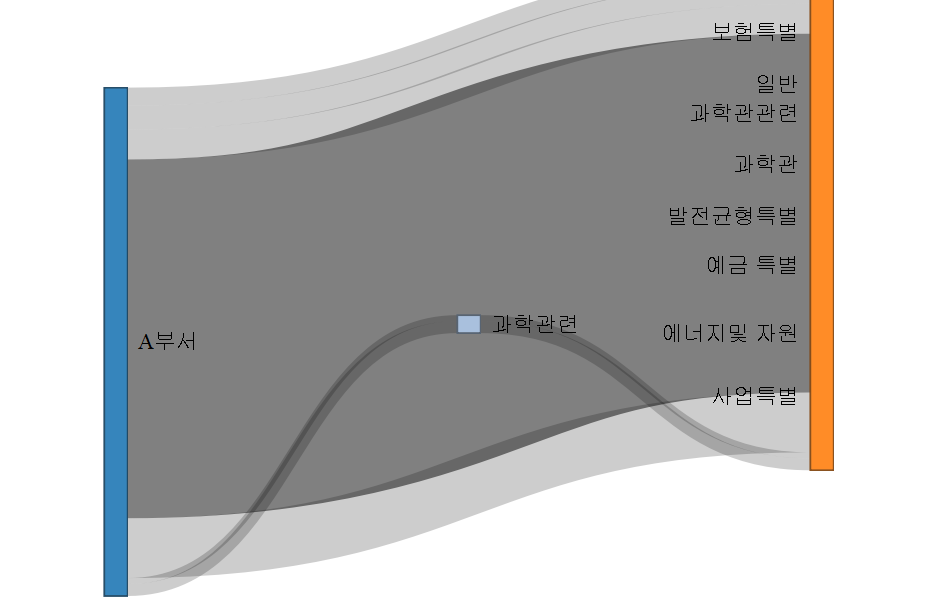 보험특별
일반
과학관관련
과학관
발전균형특별
예금 특별
과학관련
에너지및 자원
A부서
사업특별